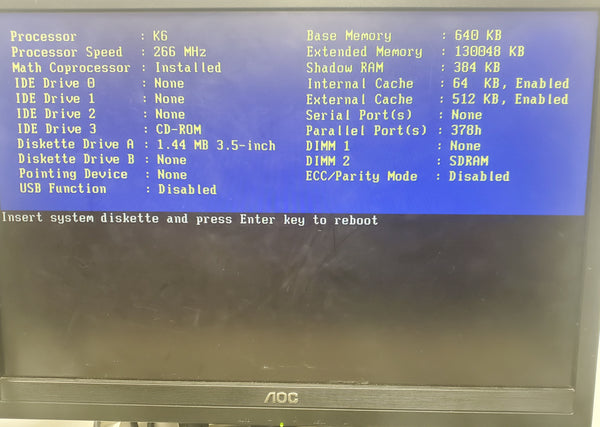 Processor : K6
Processor Speed : 266 MHz
Math Coprocessor : Installed
IDE Drive 0 : None
IDE Drive 1 : None
IDE Drive 2 : None
IDE Drive 3 : CD-ROM
Diskette Drive A : 1.44 MB 3.5-inch
Diskette Drive B : None
Pointing Device : None
USB Function : Disabled
Base Memory : 640 KB
Extended Memory : 130048 KB
Shadow RAM : 384 KB
Internal Cache : 64 KB, Enabled
External Cache : 512 KB, Enabled
Serial Port(s) : None
Parallel Port(s) : 378h
DIMM 1 : None
DIMM 2 : SDRAM
ECC/Parity Mode : Disabled
Insert system diskette and press Enter key to reboot
AOC